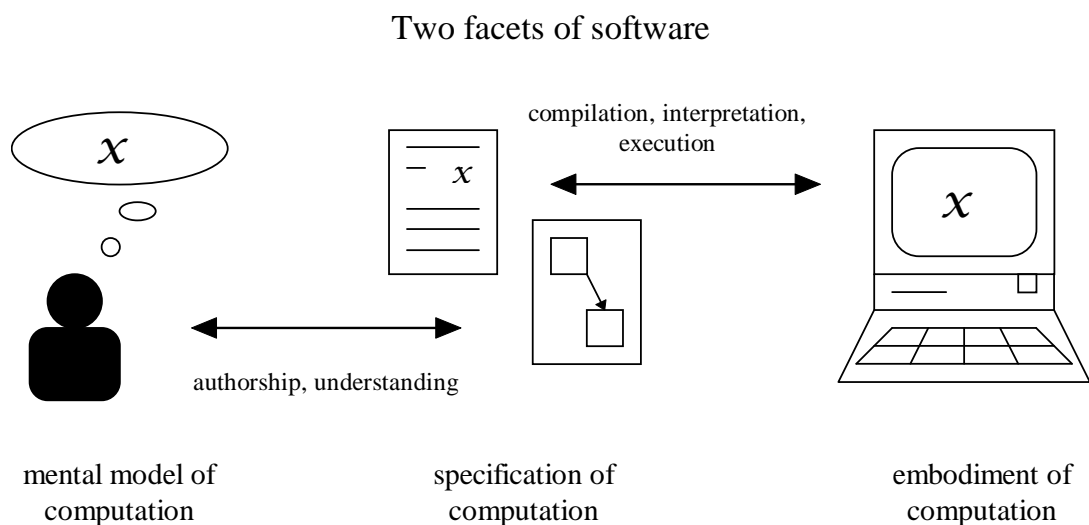 Two facets of software
compilation, interpretation,
execution
x
x
x
authorship, understanding
mental model of
computation
specification of
computation
embodiment of
computation